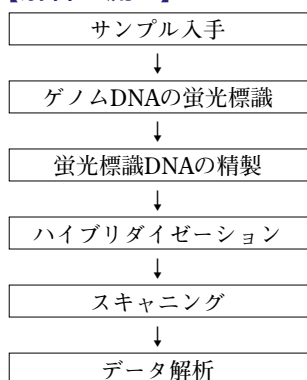 サンプル入手
↓
ゲノムDNAの蛍光標識
↓
蛍光標識DNAの精製
↓
ハイブリダイゼーション
↓
スキャニング
↓
データ解析